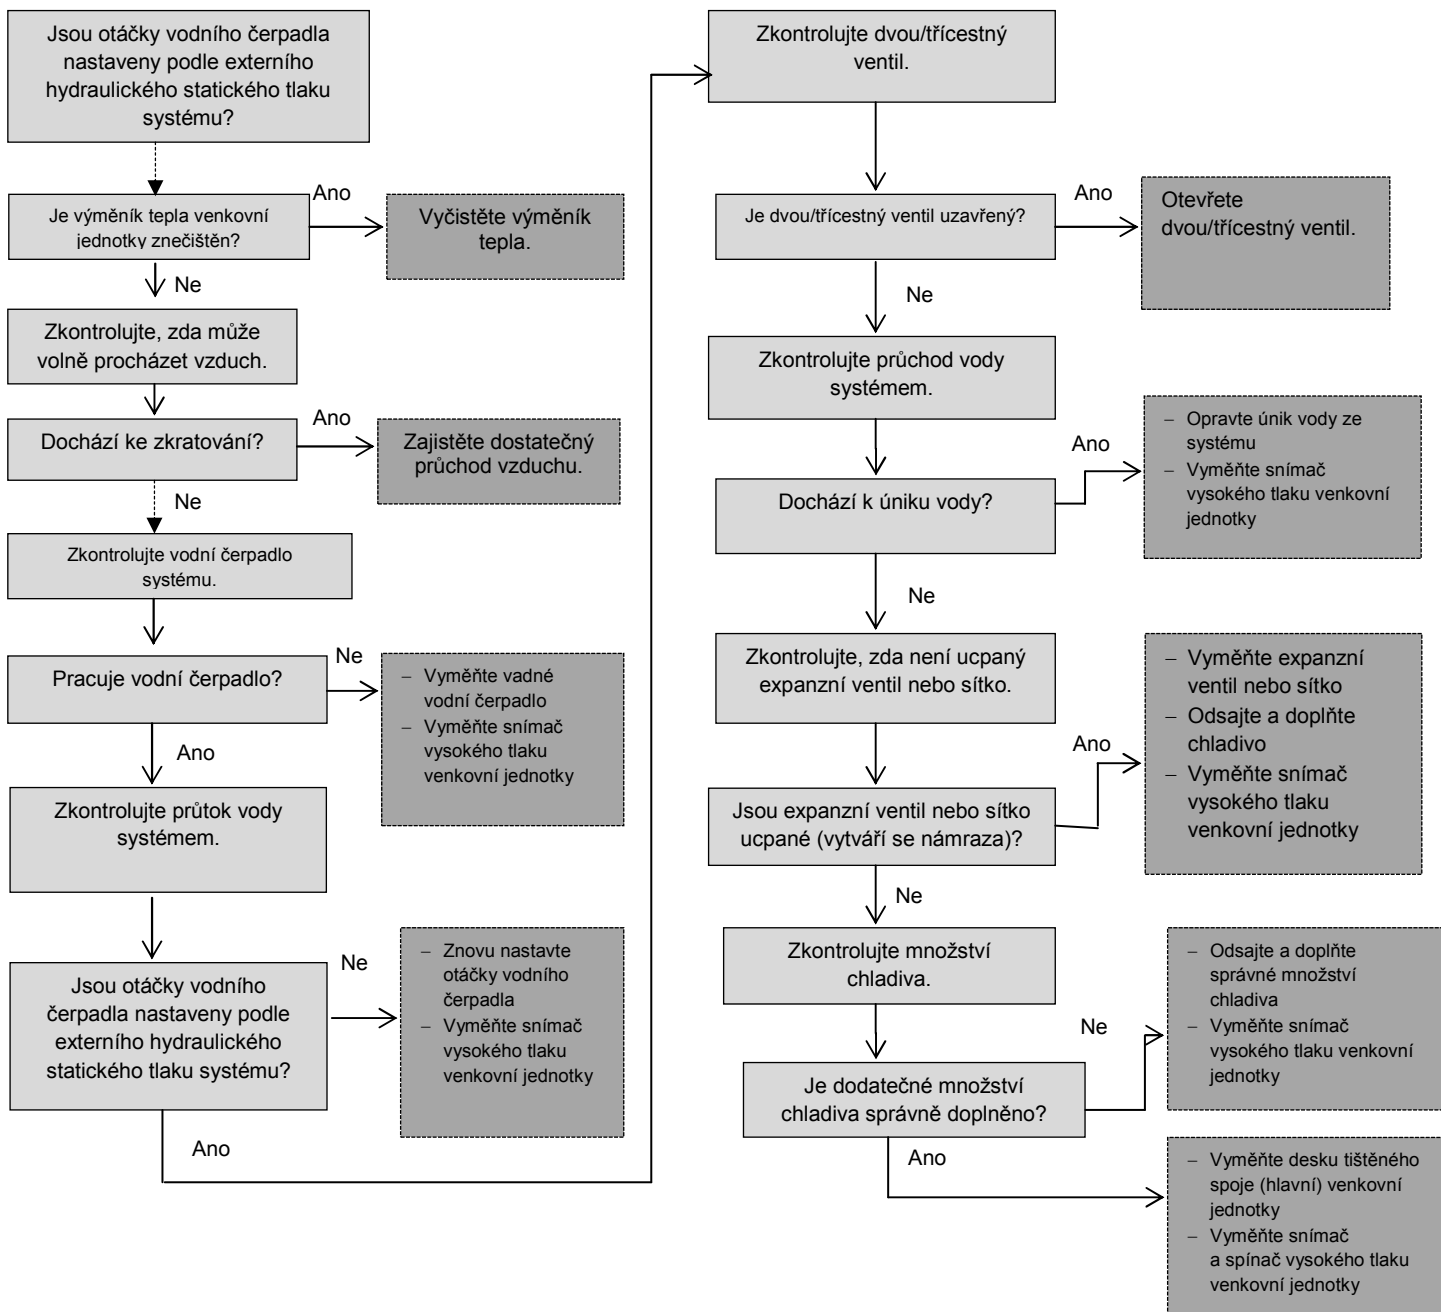 Jsou otáčky vodního čerpadla
nastaveny podle externího
hydraulického statického tlaku
systému?
Je výměník tepla venkovní
jednotky znečištěn?
Ano
Vyčistěte výměník
tepla.
Ne
Zkontrolujte, zda může
volně procházet vzduch.
Dochází ke zkratování?
Ano
Zajistěte dostatečný
průchod vzduchu.
Ne
Zkontrolujte vodní čerpadlo
systému.
Pracuje vodní čerpadlo?
Ne
– Vyměňte vadné
vodní čerpadlo
– Vyměňte snímač
vysokého tlaku
venkovní jednotky
Ano
Zkontrolujte průtok vody
systémem.
Jsou otáčky vodního
čerpadla nastaveny podle
externího hydraulického
statického tlaku systému?
Ne
– Znovu nastavte
otáčky vodního
čerpadla
– Vyměňte snímač
vysokého tlaku
venkovní jednotky
Ano
Zkontrolujte dvou/třícestný
ventil.
Je dvou/třícestný ventil uzavřený?
Ano
Otevřete
dvou/třícestný ventil.
Ne
Zkontrolujte průchod vody
systémem.
Dochází k úniku vody?
Ano
– Opravte únik vody ze
systému
– Vyměňte snímač
vysokého tlaku venkovní
jednotky
Ne
Zkontrolujte, zda není ucpaný
expanzní ventil nebo sítko.
Jsou expanzní ventil nebo sítko
ucpané (vytváří se námraza)?
Ano
– Vyměňte expanzní
ventil nebo sítko
– Odsajte a doplňte
chladivo
– Vyměňte snímač
vysokého tlaku
venkovní jednotky
Ne
Zkontrolujte množství
chladiva.
Je dodatečné množství
chladiva správně doplněno?
Ne
– Odsajte a doplňte
správné množství
chladiva
– Vyměňte snímač
vysokého tlaku venkovní
jednotky
Ano
– Vyměňte desku tištěného
spoje (hlavní) venkovní
jednotky
– Vyměňte snímač
a spínač vysokého tlaku
venkovní jednotky